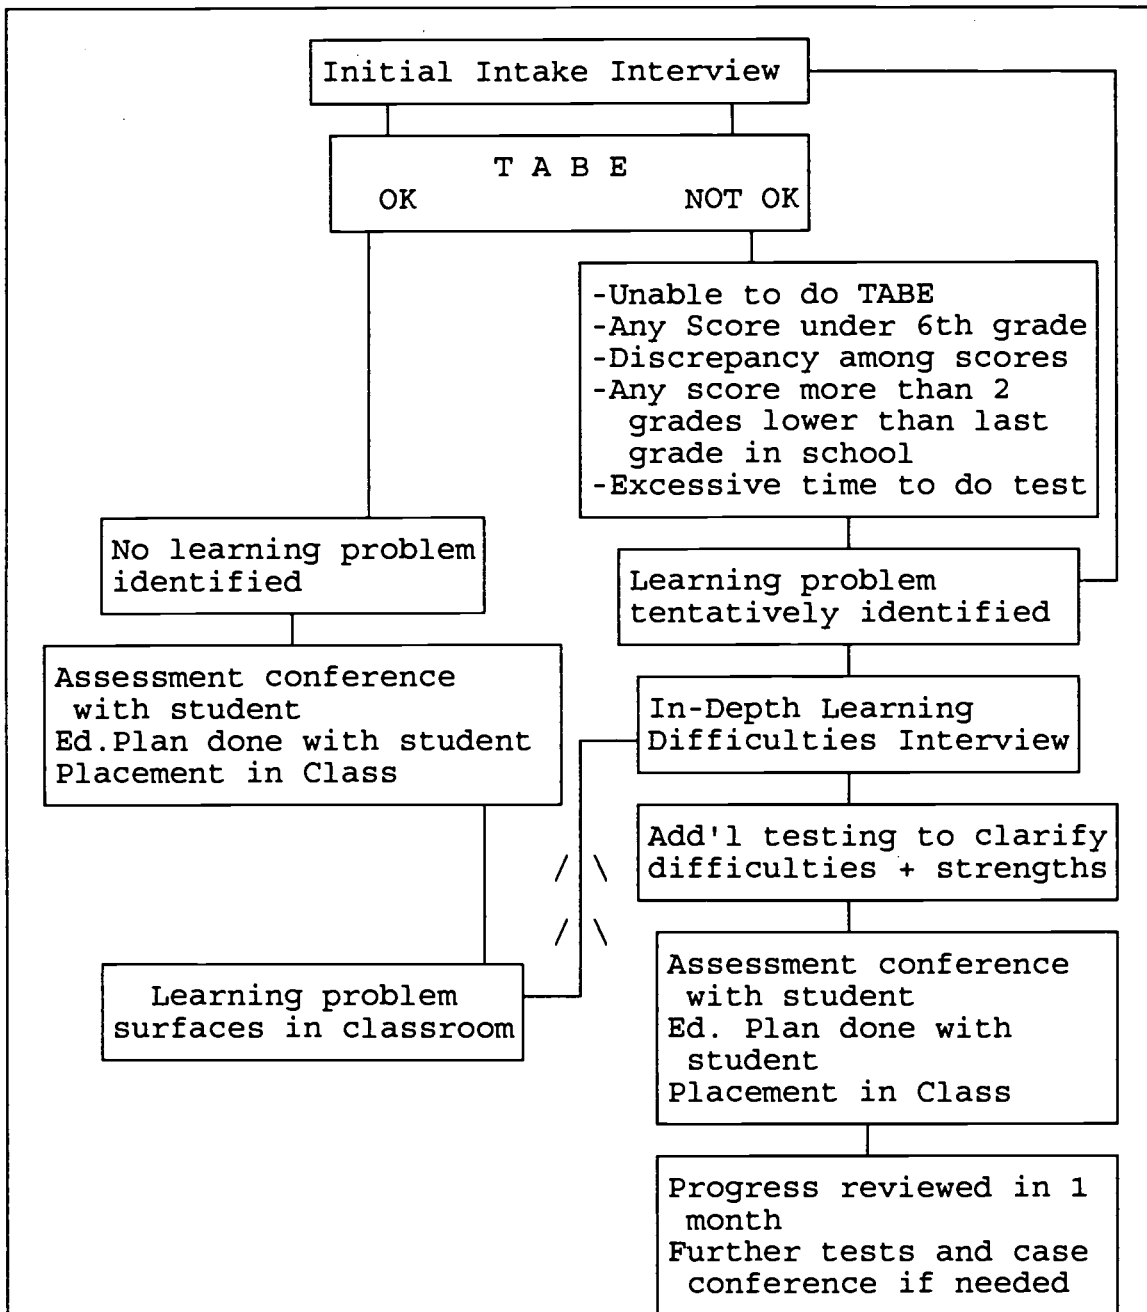 Initial Intake Interview
T A B E
OK NOT OK
-Unable to do TABE
-Any Score under 6th grade
-Discrepancy among scores
-Any score more than 2
grades lower than last
grade in school
-Excessive time to do test
No learning problem
identified
Learning problem
tentatively identified
Assessment conference
with student
Ed.Plan done with student
Placement in Class
In-Depth Learning
Difficulties Interview
Add'l testing to clarify
difficulties + strengths
Learning problem
surfaces in classroom
Assessment conference
with student
Ed. Plan done with
student
Placement in Class
Progress reviewed in 1
month
Further tests and case
conference if needed